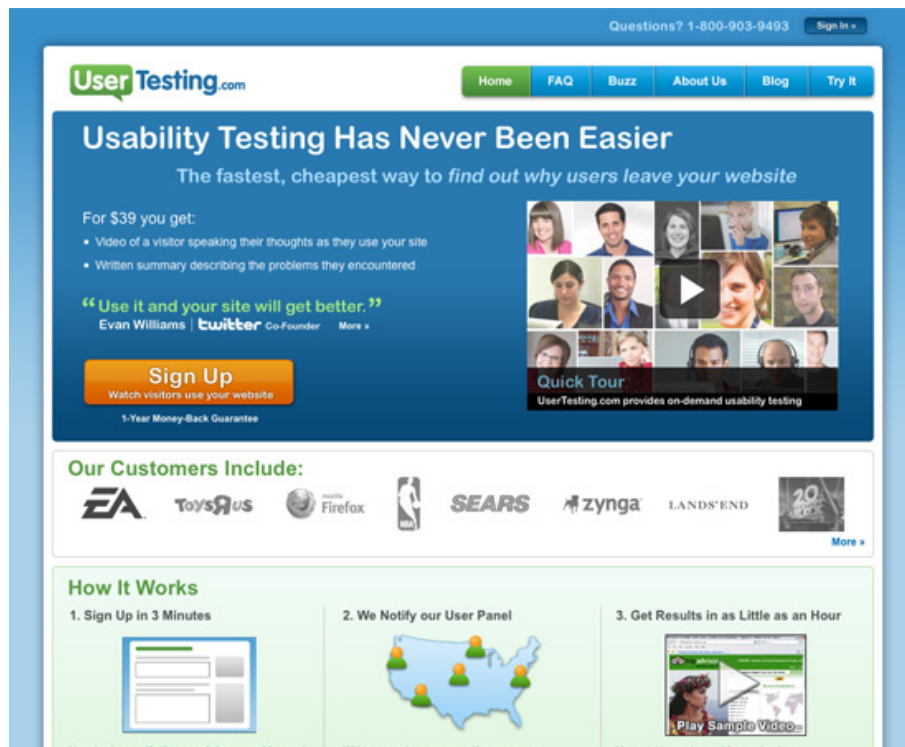 Questions? 1-800-903-9493 Sign In »
UserTesting.com
Home FAQ Buzz About Us Blog Try It
Usability Testing Has Never Been Easier
The fastest, cheapest way to find out why users leave your website
For $39 you get:
• Video of a visitor speaking their thoughts as they use your site
• Written summary describing the problems they encountered
“Use it and your site will get better.”
Evan Williams | twitter Co-Founder More »
Sign Up
Watch visitors use your website
1-Year Money-Back Guarantee
Quick Tour
UserTesting.com provides on-demand usability testing
Our Customers Include:
EA
ToysRus
mozilla
Firefox
NBA
SEARS
zynga
LANDS' END
20
More »
How It Works
1. Sign Up in 3 Minutes
2. We Notify our User Panel
3. Get Results in as Little as an Hour
Play Sample Video